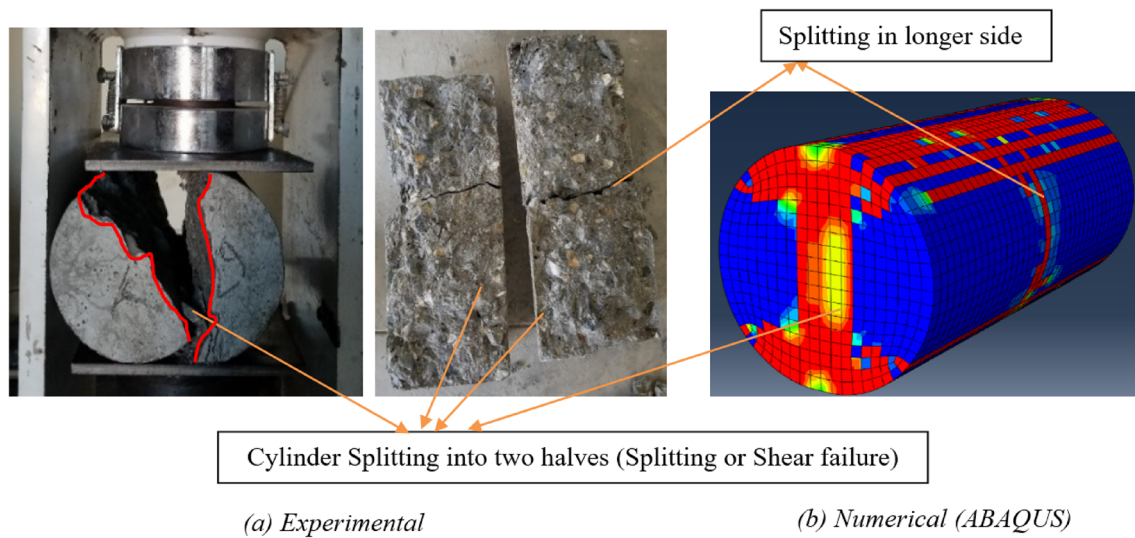 Splitting in longer side
Cylinder Splitting into two halves (Splitting or Shear failure)
(a) Experimental
(b) Numerical (ABAQUS)